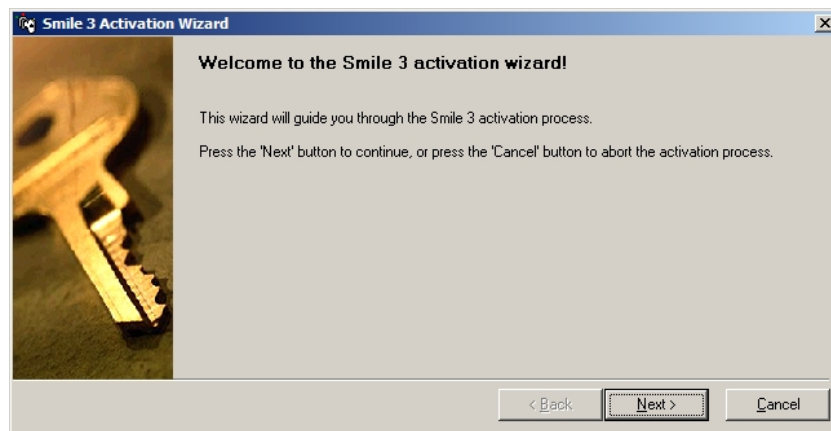 Smile 3 Activation Wizard
Welcome to the Smile 3 activation wizard!
This wizard will guide you through the Smile 3 activation process.
Press the 'Next' button to continue, or press the 'Cancel' button to abort the activation process.
< Back
Next >
Cancel